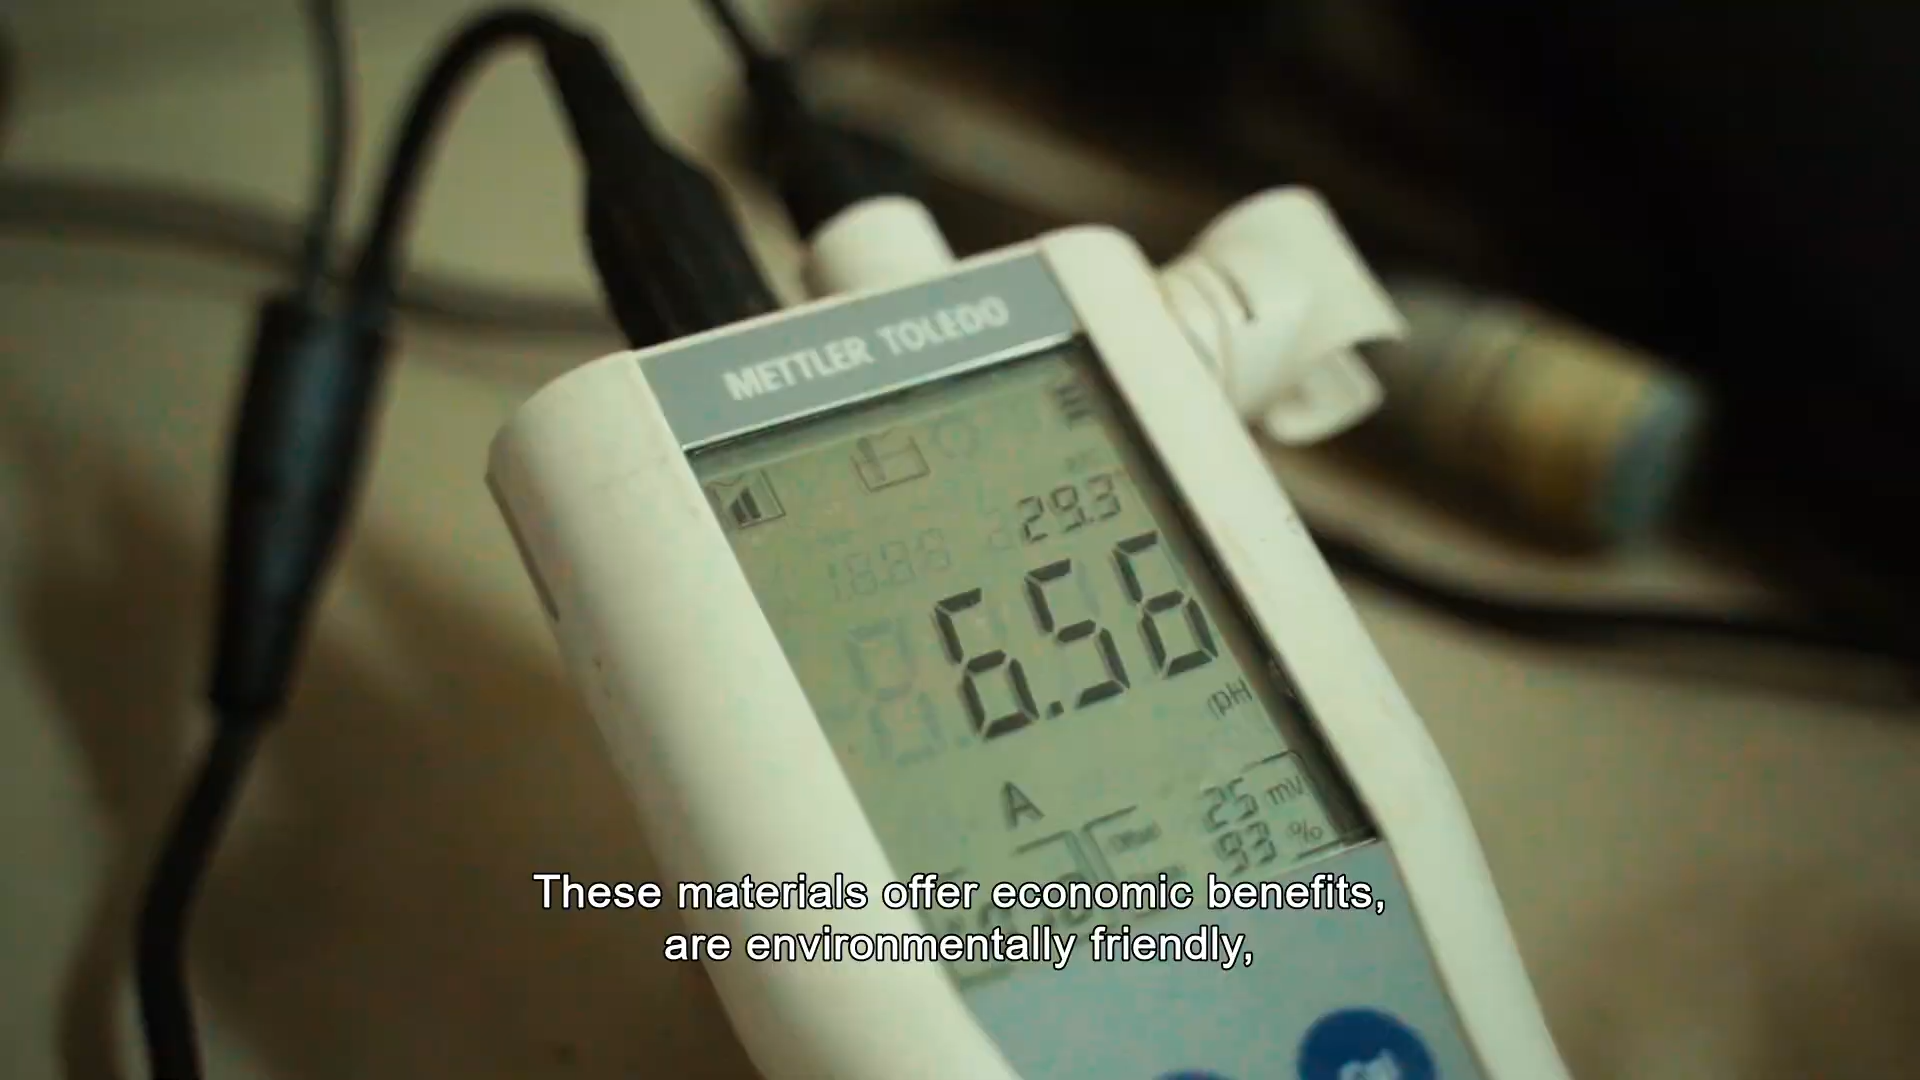 METTLER TOLEDO
29.3
6.56
pH
A
25 mV
93 %
These materials offer economic benefits,
are environmentally friendly,